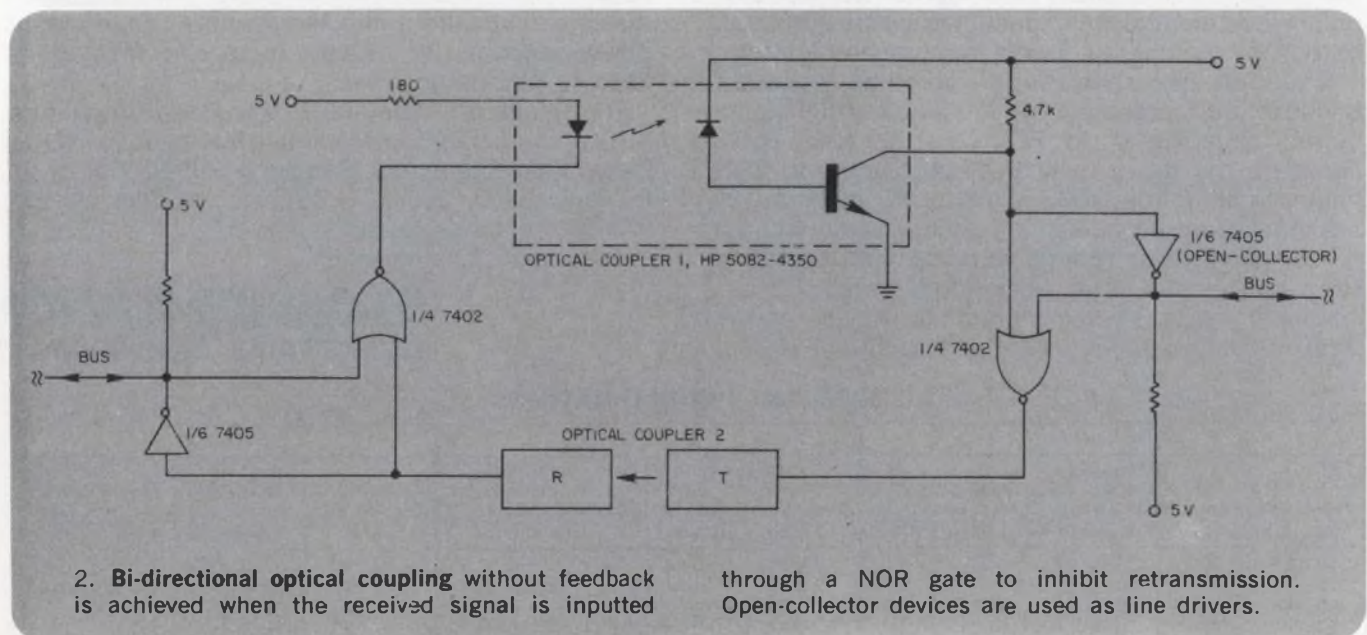 5 V
180
5 V
4.7k
5 V
OPTICAL COUPLER 1, HP 5082-4350
1/6 7405
(OPEN-COLLECTOR)
BUS
1/4 7402
1/4 7402
BUS
1/6 7405
OPTICAL COUPLER 2
R
T
5 V
2. Bi-directional optical coupling without feedback
is achieved when the received signal is inputted
through a NOR gate to inhibit retransmission.
Open-collector devices are used as line drivers.